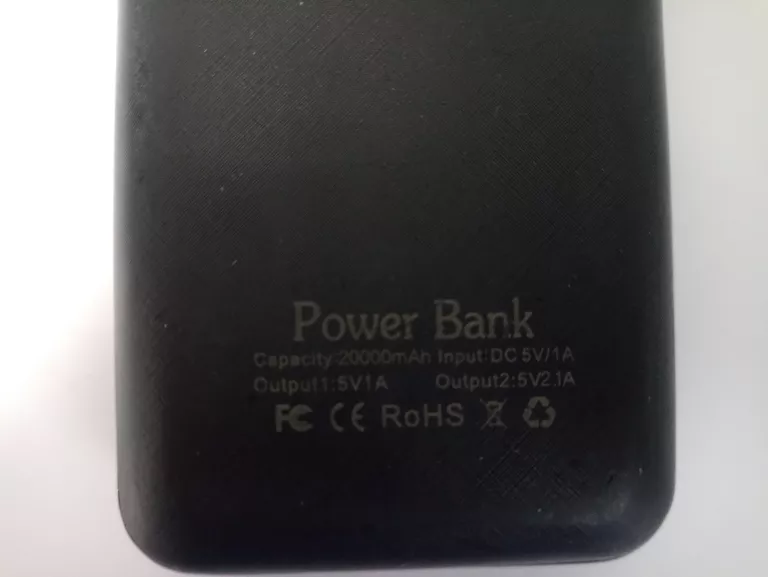 Power Bank
Capacity:20000mAh Input:DC 5V/1A
Output1:5V1A Output2:5V2.1A
FC CE RoHS